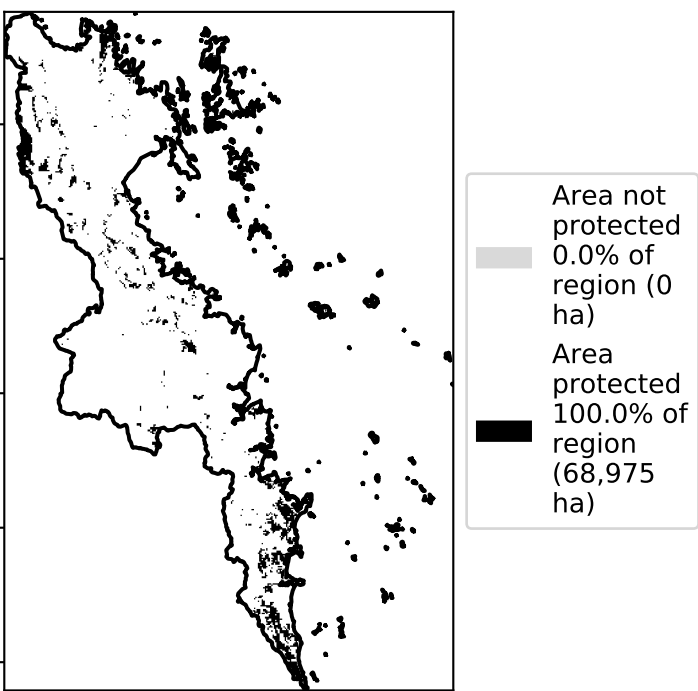 Area not
protected
0.0% of
region (0
ha)
Area
protected
100.0% of
region
(68,975
ha)